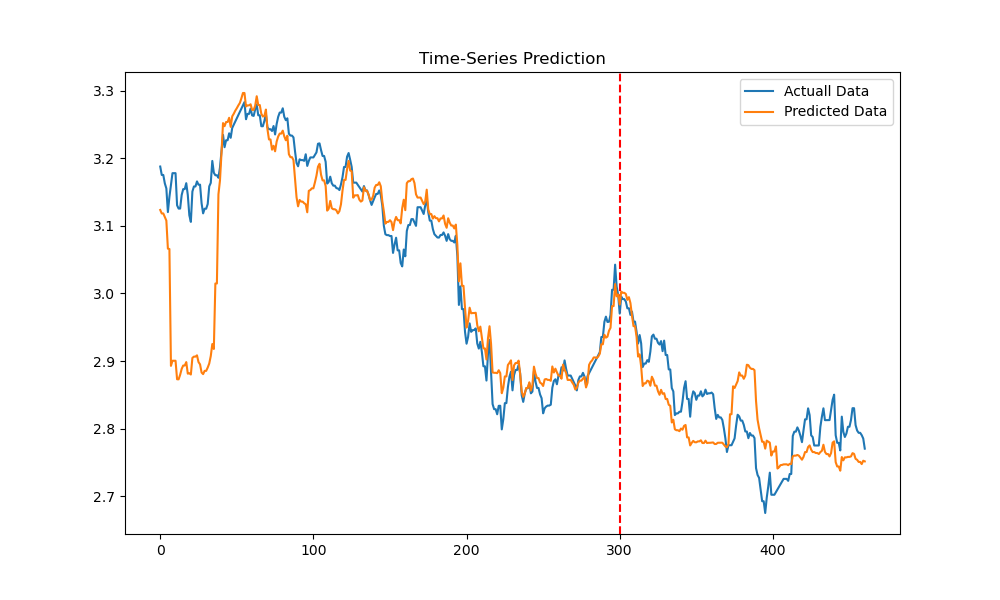 Time-Series Prediction
Actuall Data
Predicted Data
3.3
3.2
3.1
3.0
2.9
2.8
2.7
0 100 200 300 400